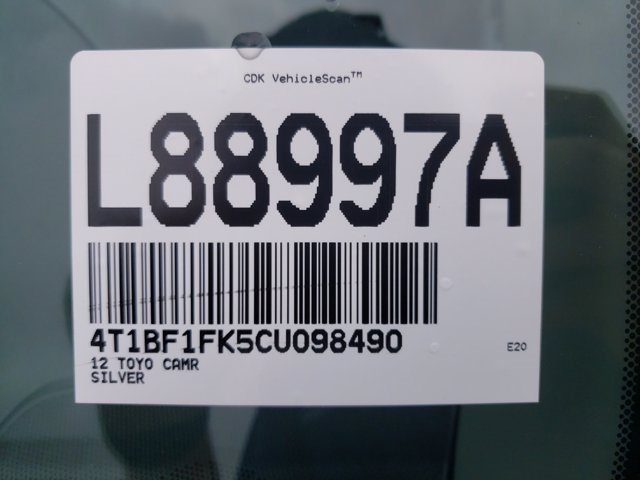 CDK VehicleScan™
L88997A
4T1BF1FK5CU098490
12 TOYO CAMR
SILVER
E20